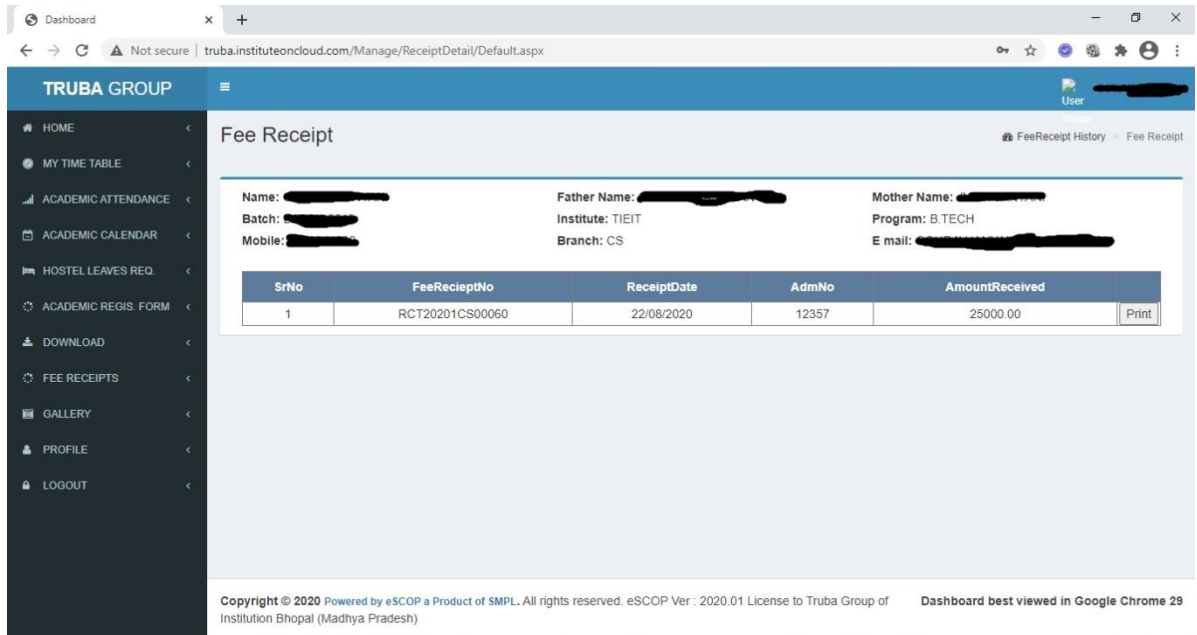 Dashboard
Not secure | truba.instituteoncloud.com/Manage/ReceiptDetail/Default.aspx
TRUBA GROUP
User
HOME
MY TIME TABLE
ACADEMIC ATTENDANCE
ACADEMIC CALENDAR
HOSTEL LEAVES REQ.
ACADEMIC REGIS. FORM
DOWNLOAD
FEE RECEIPTS
GALLERY
PROFILE
LOGOUT
Fee Receipt
FeeReceipt History > Fee Receipt
Name: Father Name: Mother Name:
Batch: Institute: TIEIT Program: B.TECH
Mobile: Branch: CS E mail:
SrNo FeeRecieptNo ReceiptDate AdmNo AmountReceived
1 RCT20201CS00060 22/08/2020 12357 25000.00 Print
Copyright © 2020 Powered by eSCOP a Product of SMPL. All rights reserved. eSCOP Ver : 2020.01 License to Truba Group of
Institution Bhopal (Madhya Pradesh)
Dashboard best viewed in Google Chrome 29